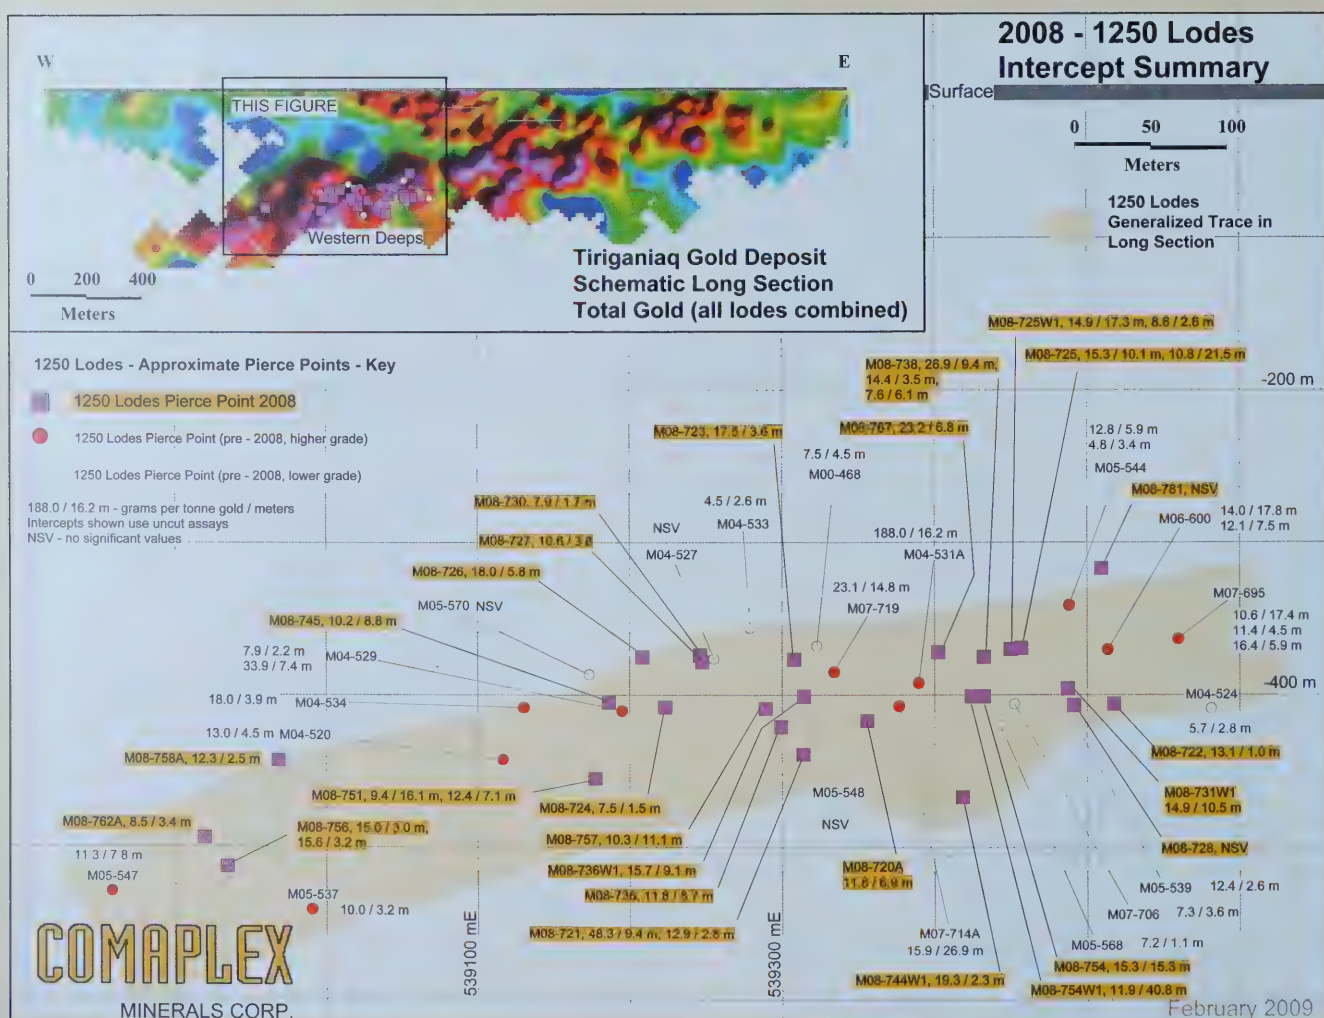 2008 - 1250 Lodes
Intercept Summary
W
E
THIS FIGURE
Western Deeps
0 200 400
Meters
Tiriganiaq Gold Deposit
Schematic Long Section
Total Gold (all lodes combined)
Surface
0 50 100
Meters
1250 Lodes
Generalized Trace in
Long Section
1250 Lodes - Approximate Pierce Points - Key
1250 Lodes Pierce Point 2008
1250 Lodes Pierce Point (pre - 2008, higher grade)
1250 Lodes Pierce Point (pre - 2008, lower grade)
188.0 / 16.2 m - grams per tonne gold / meters
Intercepts shown use uncut assays
NSV - no significant values
M08-725W1, 14.9 / 17.3 m, 8.6 / 2.6 m
M08-725, 15.3 / 10.1 m, 10.8 / 21.5 m
M08-738, 26.9 / 9.4 m,
14.4 / 3.5 m,
7.6 / 6.1 m
-200 m
M08-723, 17.5 / 3.6 m
M08-767, 23.2 / 6.8 m
7.5 / 4.5 m
M00-468
12.8 / 5.9 m
4.8 / 3.4 m
M05-544
M08-781, NSV
M08-730, 7.9 / 1.7 m
4.5 / 2.6 m
M04-533
NSV
M04-527
M06-600
14.0 / 17.8 m
12.1 / 7.5 m
M08-727, 10.6 /
188.0 / 16.2 m
M04-531A
M08-726, 18.0 / 5.8 m
23.1 / 14.8 m
M07-719
M07-695
10.6 / 17.4 m
11.4 / 4.5 m
16.4 / 5.9 m
M05-570 NSV
M08-745, 10.2 / 8.8 m
7.9 / 2.2 m
33.9 / 7.4 m
M04-529
-400 m
18.0 / 3.9 m M04-534
M04-524
5.7 / 2.8 m
13.0 / 4.5 m M04-520
M08-758A, 12.3 / 2.5 m
M08-722, 13.1 / 1.0 m
M08-751, 9.4 / 16.1 m, 12.4 / 7.1 m
M08-724, 7.5 / 1.5 m
M05-548
NSV
M08-731W1
14.9 / 10.5 m
M08-762A, 8.5 / 3.4 m
M08-756, 15.0 / 3.0 m,
15.6 / 3.2 m
M08-757, 10.3 / 11.1 m
M08-728, NSV
11.3 / 7.8 m
M05-547
M08-736W1, 15.7 / 9.1 m
M08-720A
11.8 / 6.9 m
M05-537
10.0 / 3.2 m
M08-736, 11.8 / 8.7 m
M05-539 12.4 / 2.6 m
M07-706 7.3 / 3.6 m
M08-721, 48.3 / 9.4 m, 12.9 / 2.8 m
M07-714A
15.9 / 26.9 m
M05-568 7.2 / 1.1 m
M08-754, 15.3 / 15.3 m
M08-744W1, 19.3 / 2.3 m
M08-754W1, 11.9 / 40.8 m
539100 mE
539300 mE
COMAPLEX
MINERALS CORP.
February 2009